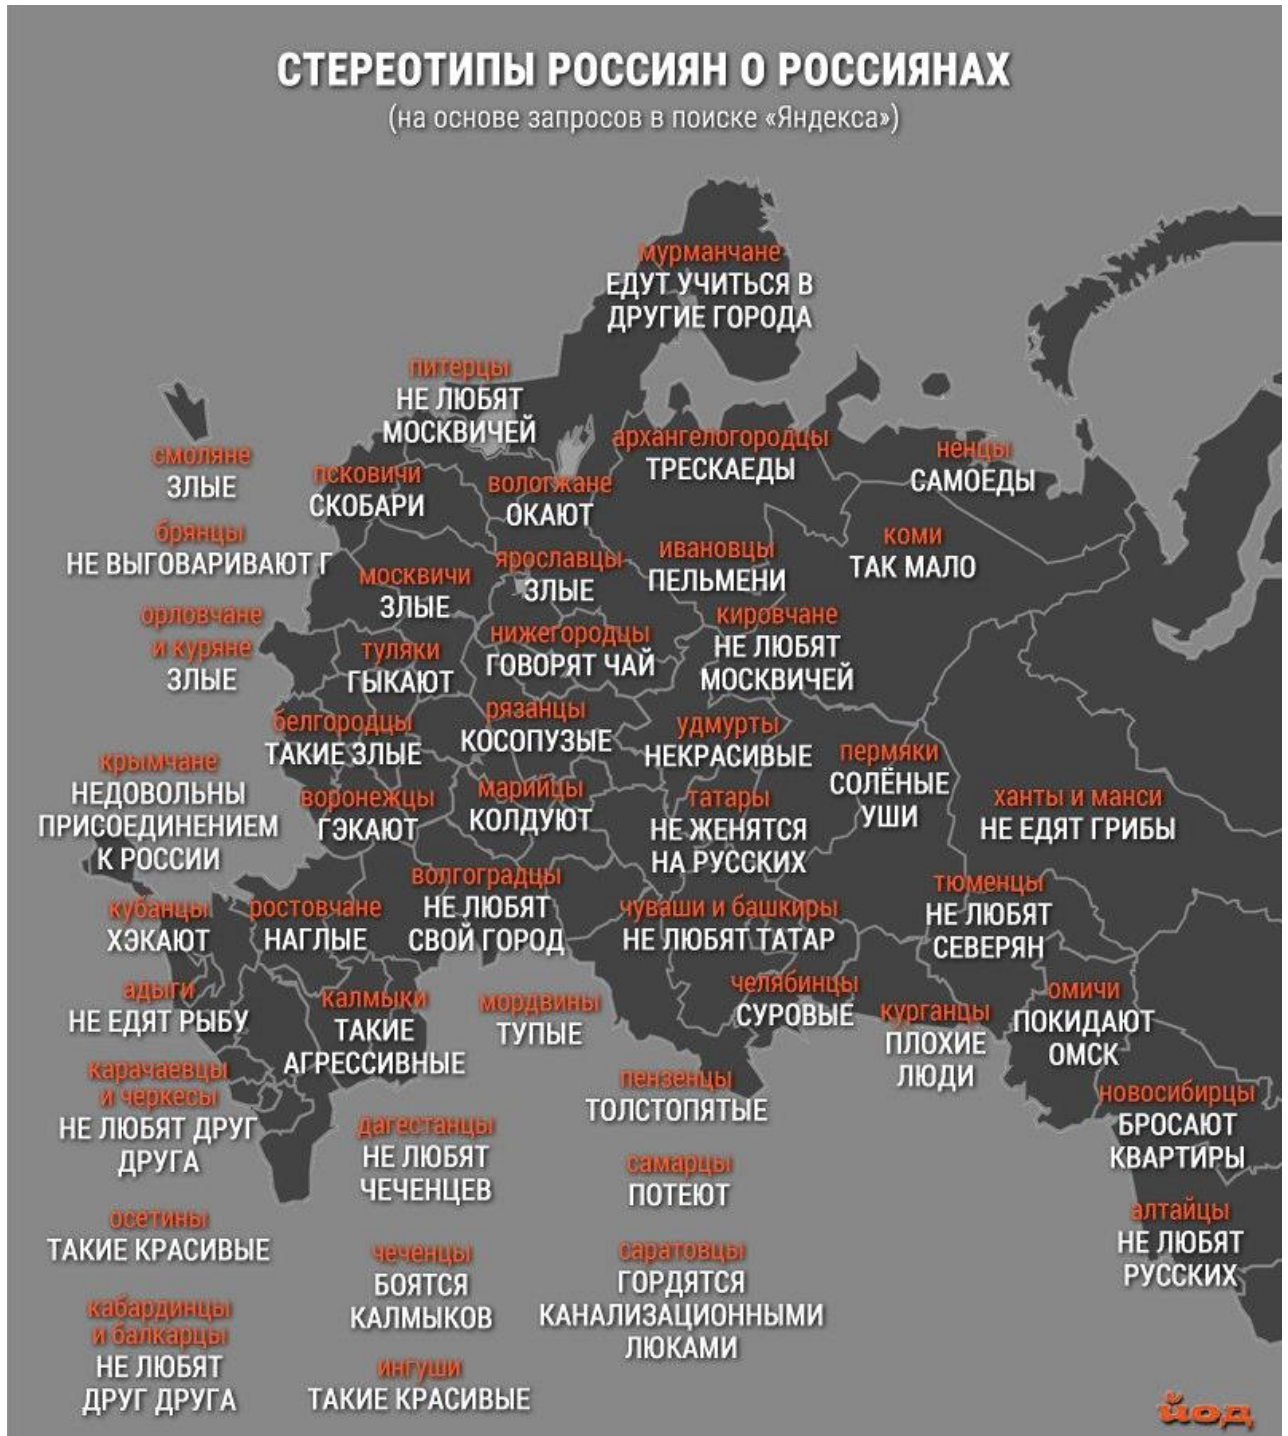 СТЕРЕОТИПЫ РОССИЯН О РОССИЯНАХ
(на основе запросов в поиске «Яндекса»)
мурманчане
ЕДУТ УЧИТЬСЯ В
ДРУГИЕ ГОРОДА
питерцы
НЕ ЛЮБЯТ
МОСКВИЧЕЙ
смоляне
ЗЛЫЕ
псковичи
СКОБАРИ
вологжане
ОКАЮТ
архангелогородцы
ТРЕСКАЕДЫ
ненцы
САМОЕДЫ
брянцы
НЕ ВЫГОВАРИВАЮТ Г
москвичи
ЗЛЫЕ
ярославцы
ЗЛЫЕ
ивановцы
ПЕЛЬМЕНИ
коми
ТАК МАЛО
орловчане
и куряне
ЗЛЫЕ
туляки
ГЫКАЮТ
нижегородцы
ГОВОРЯТ ЧАЙ
кировчане
НЕ ЛЮБЯТ
МОСКВИЧЕЙ
белгородцы
ТАКИЕ ЗЛЫЕ
рязанцы
КОСОПУЗЫЕ
удмурты
НЕКРАСИВЫЕ
пермяки
СОЛЁНЫЕ
УШИ
крымчане
НЕДОВОЛЬНЫ
ПРИСОЕДИНЕНИЕМ
К РОССИИ
воронежцы
ГЭКАЮТ
марийцы
КОЛДУЮТ
татары
НЕ ЖЕНЯТСЯ
НА РУССКИХ
ханты и манси
НЕ ЕДЯТ ГРИБЫ
кубанцы
ХЭКАЮТ
ростовчане
НАГЛЫЕ
волгоградцы
НЕ ЛЮБЯТ
СВОЙ ГОРОД
чуваши и башкиры
НЕ ЛЮБЯТ ТАТАР
тюменцы
НЕ ЛЮБЯТ
СЕВЕРЯН
адыги
НЕ ЕДЯТ РЫБУ
калмыки
ТАКИЕ
АГРЕССИВНЫЕ
мордвины
ТУПЫЕ
челябинцы
СУРОВЫЕ
курганцы
ПЛОХИЕ
ЛЮДИ
омичи
ПОКИДАЮТ
ОМСК
карачаевцы
и черкесы
НЕ ЛЮБЯТ ДРУГ
ДРУГА
дагестанцы
НЕ ЛЮБЯТ
ЧЕЧЕНЦЕВ
пензенцы
ТОЛСТОПЯТЫЕ
новосибирцы
БРОСАЮТ
КВАРТИРЫ
самарцы
ПОТЕЮТ
осетины
ТАКИЕ КРАСИВЫЕ
чеченцы
БОЯТСЯ
КАЛМЫКОВ
саратовцы
ГОРДЯТСЯ
КАНАЛИЗАЦИОННЫМИ
ЛЮКАМИ
алтайцы
НЕ ЛЮБЯТ
РУССКИХ
кабардинцы
и балкарцы
НЕ ЛЮБЯТ
ДРУГ ДРУГА
ингуши
ТАКИЕ КРАСИВЫЕ
йод